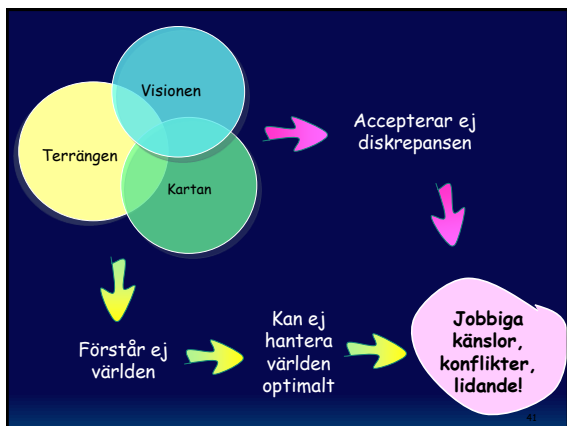 Visionen
Terrängen
Kartan
Accepterar ej
diskrepansen
Förstår ej
världen
Kan ej
hantera
världen
optimalt
Jobbiga
känslor,
konflikter,
lidande!
41